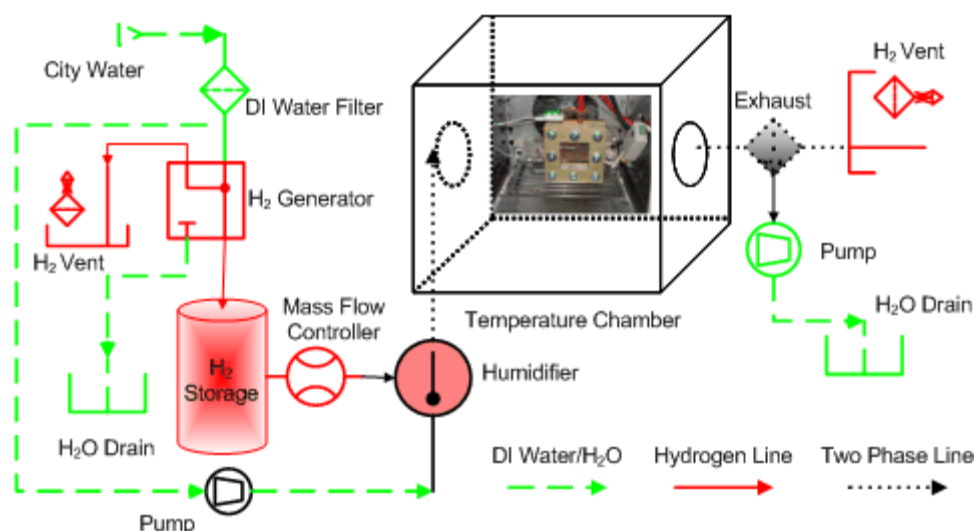 City Water
DI Water Filter
H₂ Generator
H₂ Vent
H₂
Storage
H₂O Drain
Mass Flow
Controller
Humidifier
Pump
Temperature Chamber
Exhaust
H₂ Vent
Pump
H₂O Drain
DI Water/H₂O
Hydrogen Line
Two Phase Line